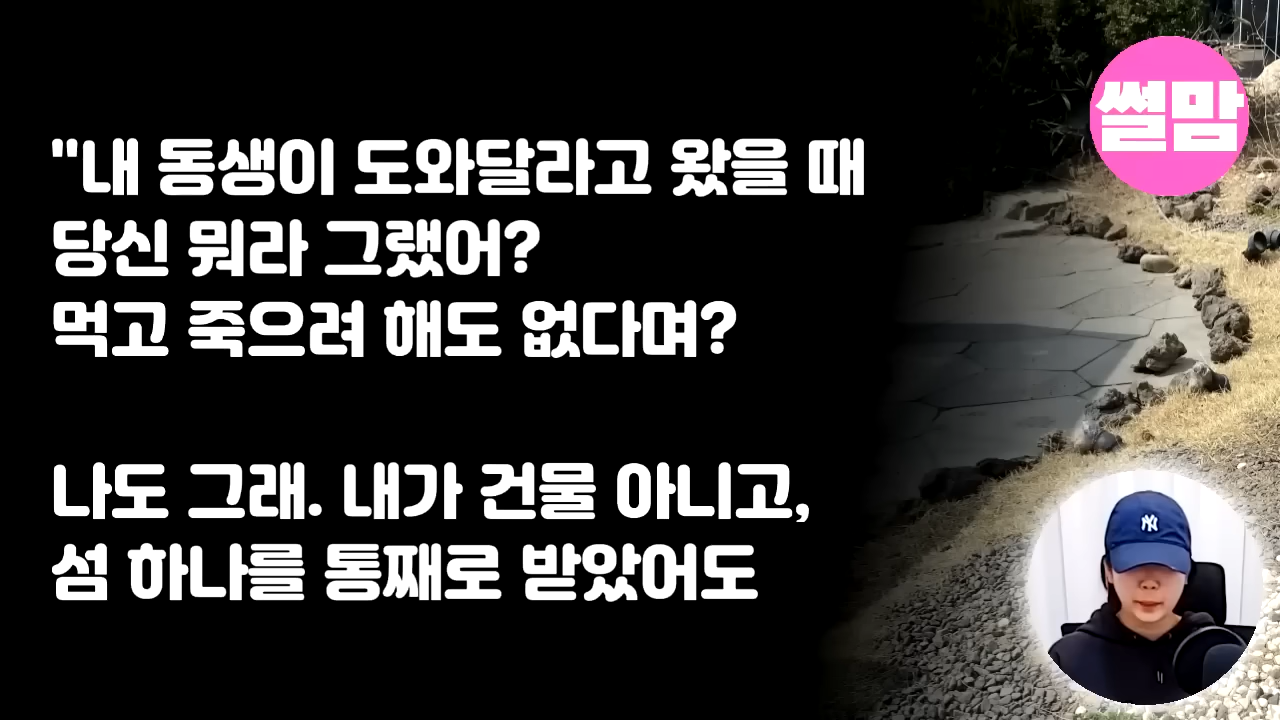 썰맘
"내 동생이 도와달라고 왔을 때
당신 뭐라 그랬어?
먹고 죽으려 해도 없다며?
나도 그래. 내가 건물 아니고,
섬 하나를 통째로 받았어도
NY